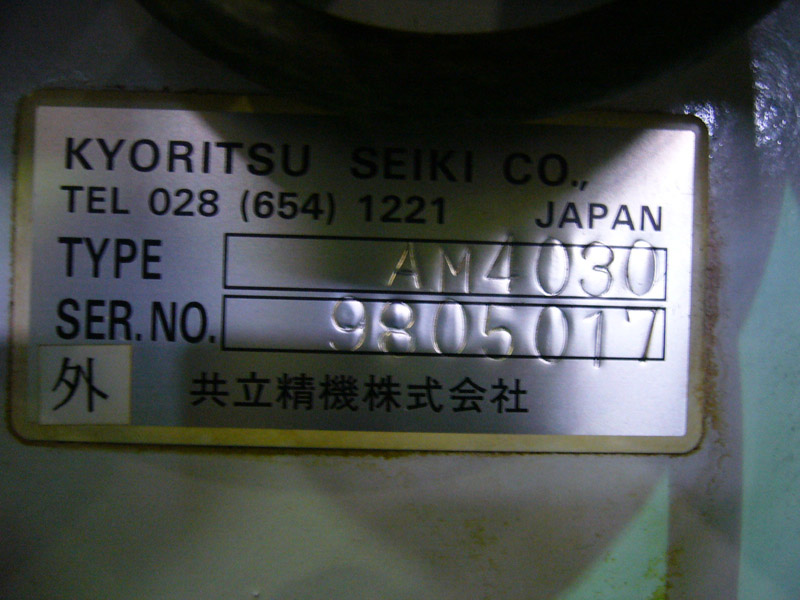 KYORITSU SEIKI CO.,
TEL 028 (654) 1221 JAPAN
TYPE AM4030
SER.NO. 9805017
外 共立精機株式会社